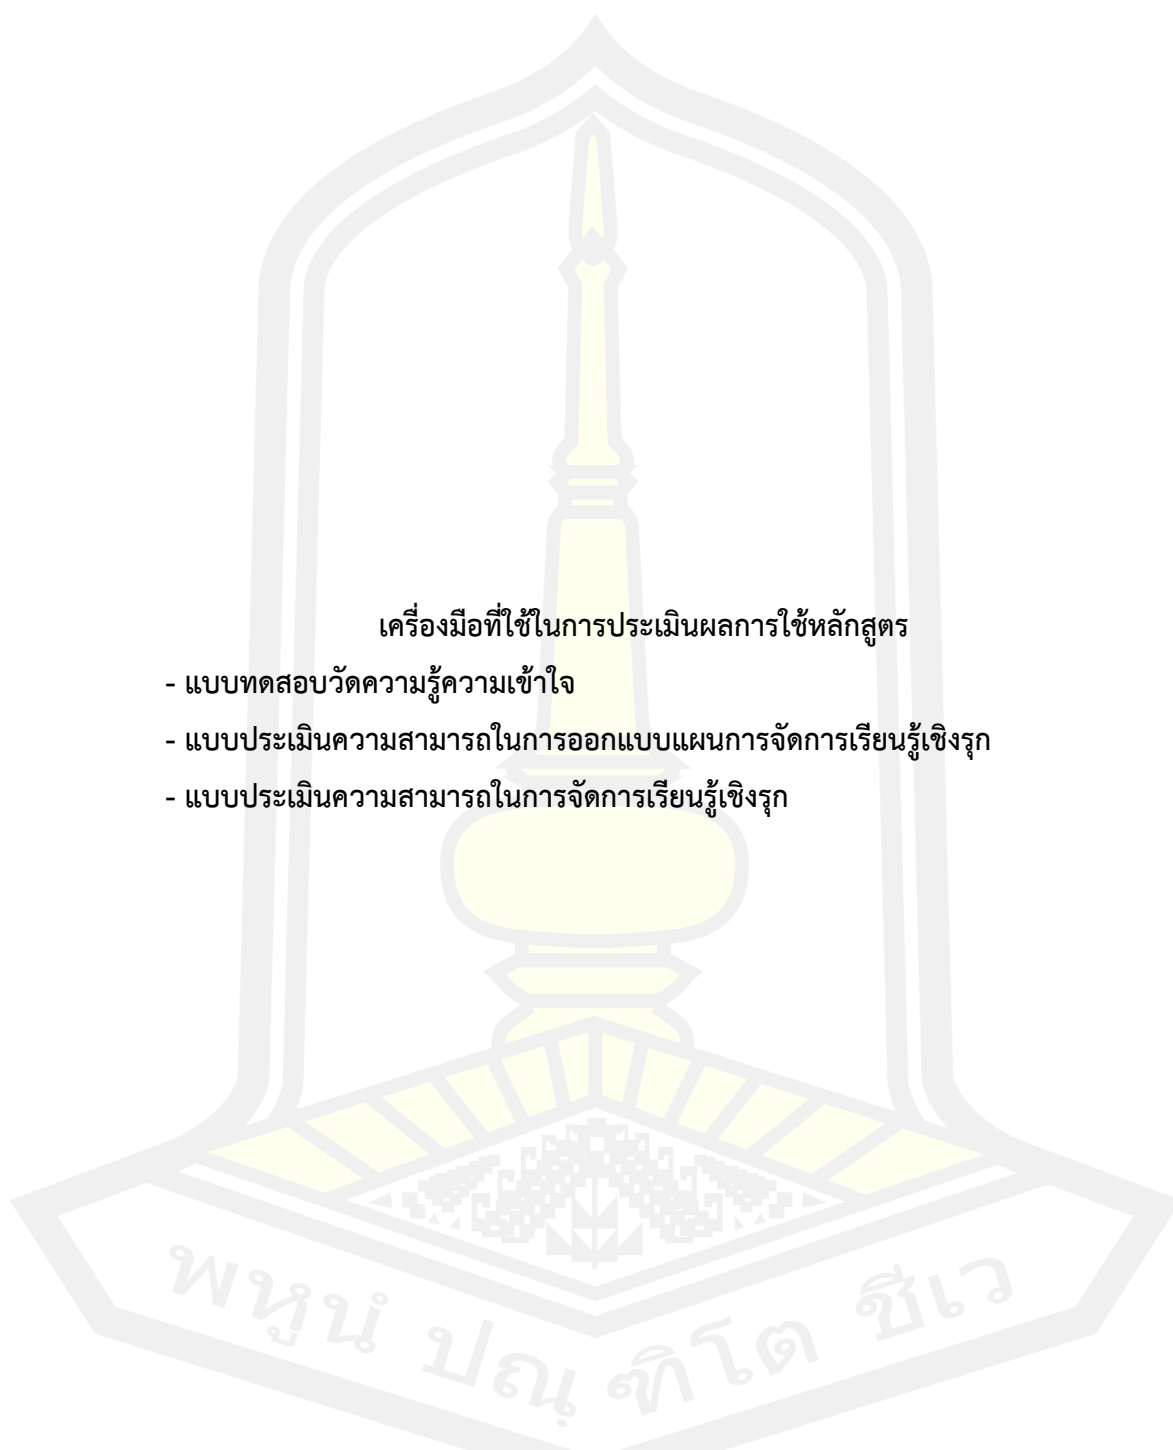 เครื่องมือที่ใช้ในการประเมินผลการใช้หลักสูตร
- แบบทดสอบวัดความรู้ความเข้าใจ
- แบบประเมินความสามารถในการออกแบบแผนการจัดการเรียนรู้เชิงรุก
- แบบประเมินความสามารถในการจัดการเรียนรู้เชิงรุก
พหูนํ ปณฺฑิโต ชีเว